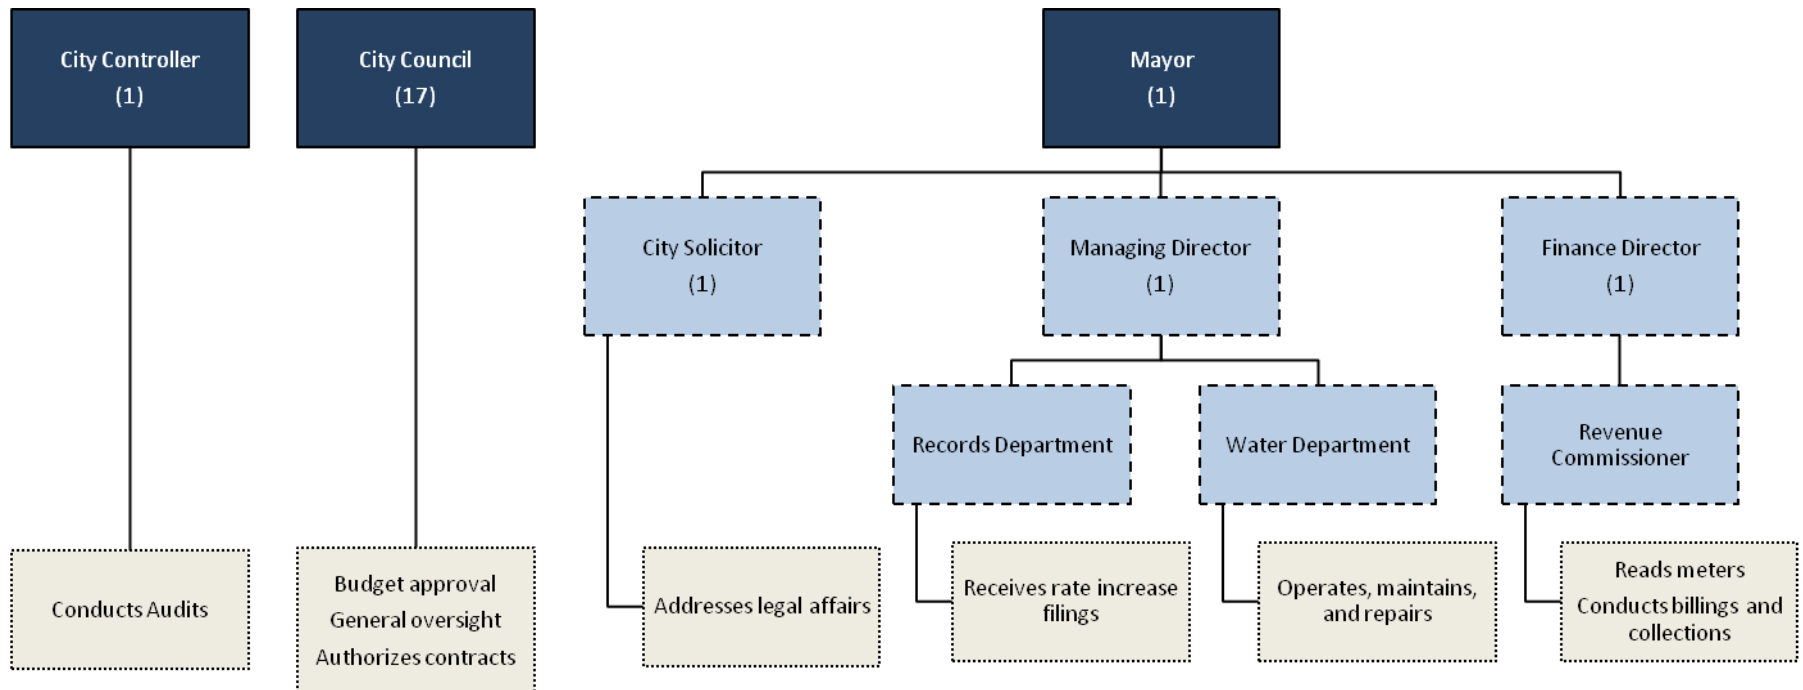 City Controller
(1)
City Council
(17)
Mayor
(1)
City Solicitor
(1)
Managing Director
(1)
Finance Director
(1)
Records Department
Water Department
Revenue
Commissioner
Conducts Audits
Budget approval
General oversight
Authorizes contracts
Addresses legal affairs
Receives rate increase
filings
Operates, maintains,
and repairs
Reads meters
Conducts billings and
collections